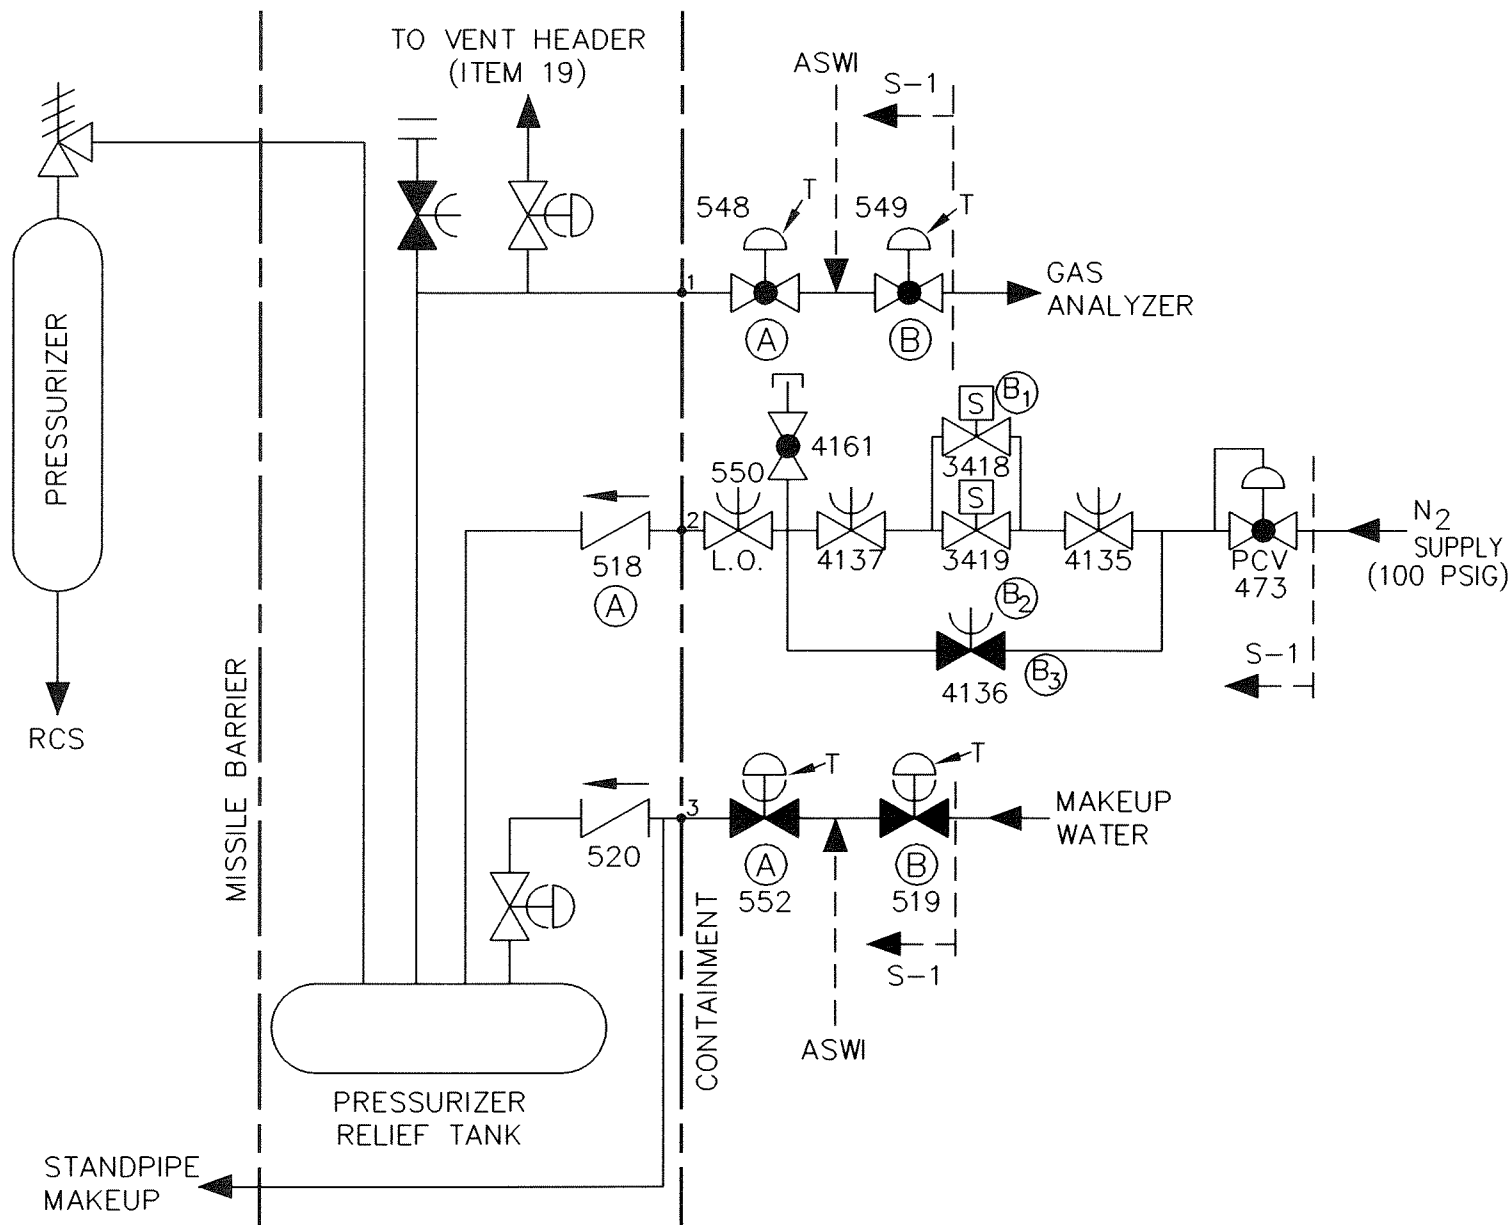 TO VENT HEADER
(ITEM 19)
ASWI
S-1
548
T
549
T
1
GAS
ANALYZER
A
B
PRESSURIZER
S
B1
4161
3418
550
S
2
L.O.
4137
3419
4135
PCV
473
N2
SUPPLY
(100 PSIG)
518
A
B2
4136
B3
S-1
RCS
MISSILE BARRIER
T
T
3
MAKEUP
WATER
520
A
552
B
519
S-1
CONTAINMENT
ASWI
PRESSURIZER
RELIEF TANK
STANDPIPE
MAKEUP